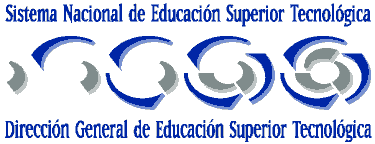 Sistema Nacional de Educación Superior Tecnológica
Dirección General de Educación Superior Tecnológica